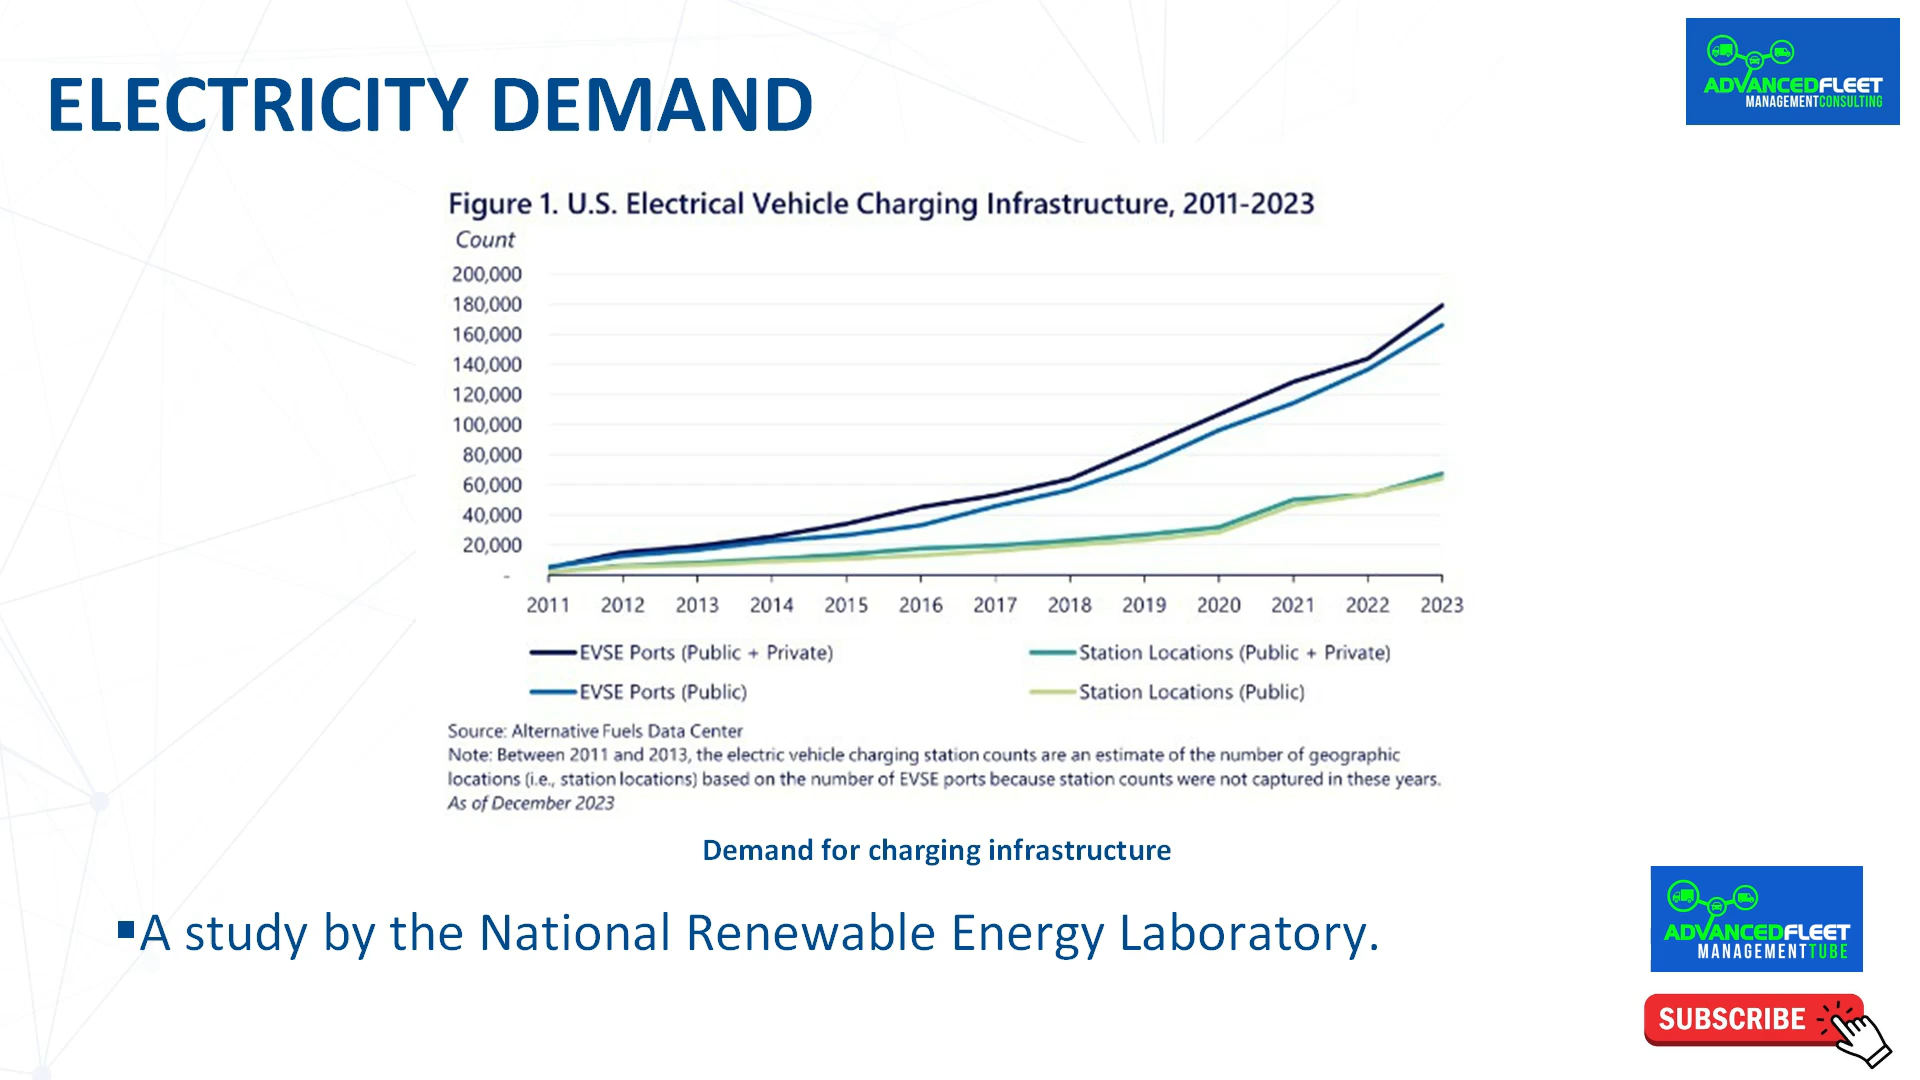 ELECTRICITY DEMAND
ADVANCEDFLEET
MANAGEMENTCONSULTING
Figure 1. U.S. Electrical Vehicle Charging Infrastructure, 2011-2023
Count
200,000
180,000
160,000
140,000
120,000
100,000
80,000
60,000
40,000
20,000
-
2011 2012 2013 2014 2015 2016 2017 2018 2019 2020 2021 2022 2023
EVSE Ports (Public + Private) Station Locations (Public + Private)
EVSE Ports (Public) Station Locations (Public)
Source: Alternative Fuels Data Center
Note: Between 2011 and 2013, the electric vehicle charging station counts are an estimate of the number of geographic
locations (i.e., station locations) based on the number of EVSE ports because station counts were not captured in these years.
As of December 2023
Demand for charging infrastructure
▪A study by the National Renewable Energy Laboratory.
ADVANCEDFLEET
MANAGEMENTTUBE
SUBSCRIBE